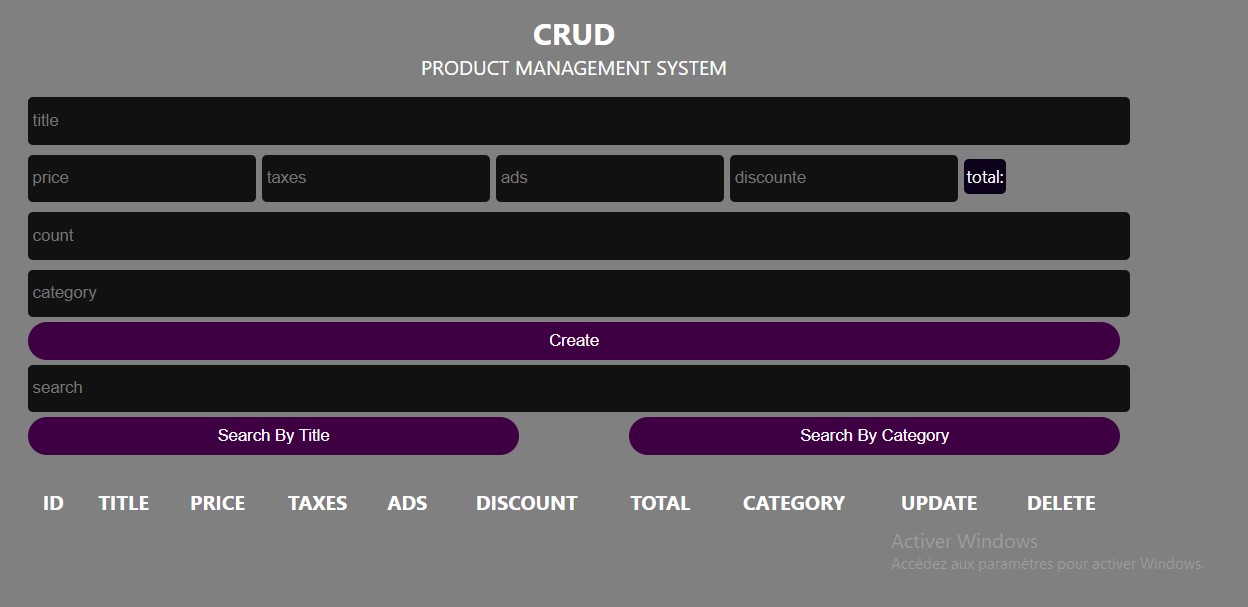 CRUD
PRODUCT MANAGEMENT SYSTEM
title
price taxes ads discounte total:
count
category
Create
search
Search By Title Search By Category
ID TITLE PRICE TAXES ADS DISCOUNT TOTAL CATEGORY UPDATE DELETE
Activer Windows
Accédez aux paramètres pour activer Windows.